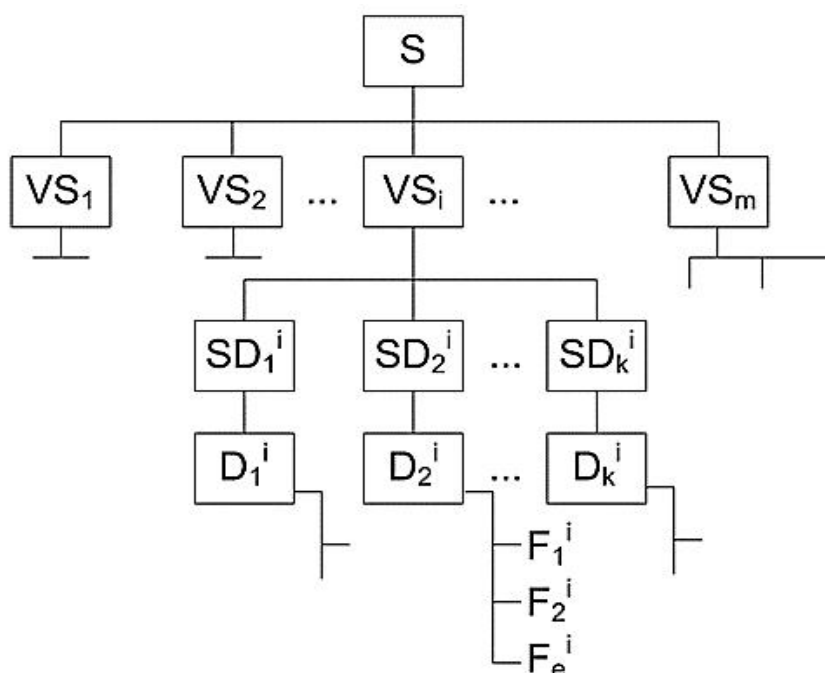 S
VS₁ VS₂ ... VSᵢ ... VSₘ
SD₁ⁱ SD₂ⁱ ... SDₖⁱ
D₁ⁱ D₂ⁱ ... Dₖⁱ
F₁ⁱ
F₂ⁱ
Fₑⁱ